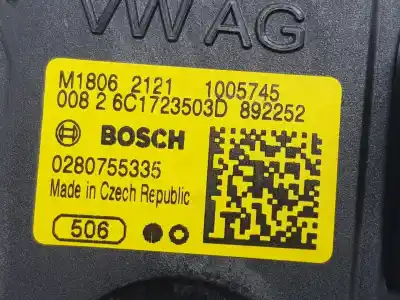 VW AG
M1806 2121 1005745
008 2 6C1723503D 892252
BOSCH
0280755335
Made in Czech Republic
506